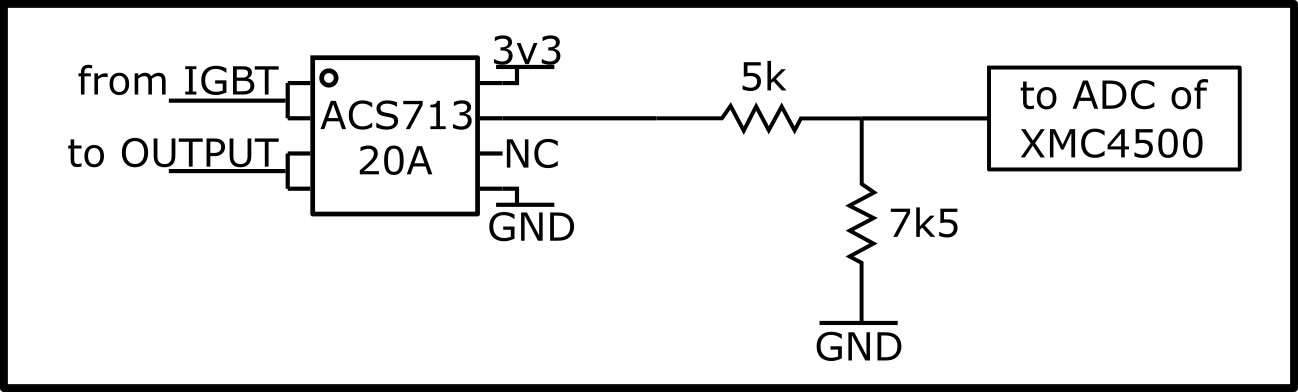 3v3
from IGBT
ACS713
20A
to OUTPUT
NC
GND
5k
7k5
GND
to ADC of
XMC4500